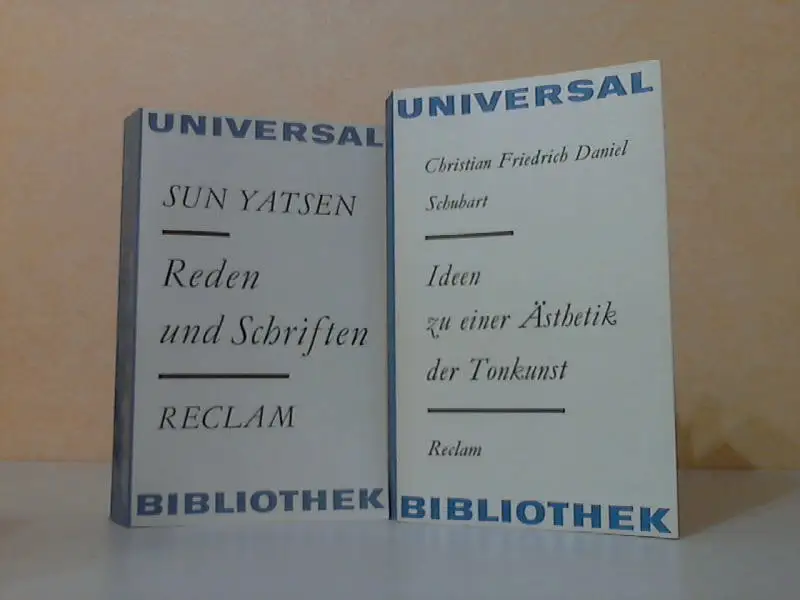 UNIVERSAL
SUN YATSEN
Reden
und Schriften
RECLAM
BIBLIOTHEK
UNIVERSAL
Christian Friedrich Daniel
Schubart
Ideen
zu einer Ästhetik
der Tonkunst
Reclam
BIBLIOTHEK